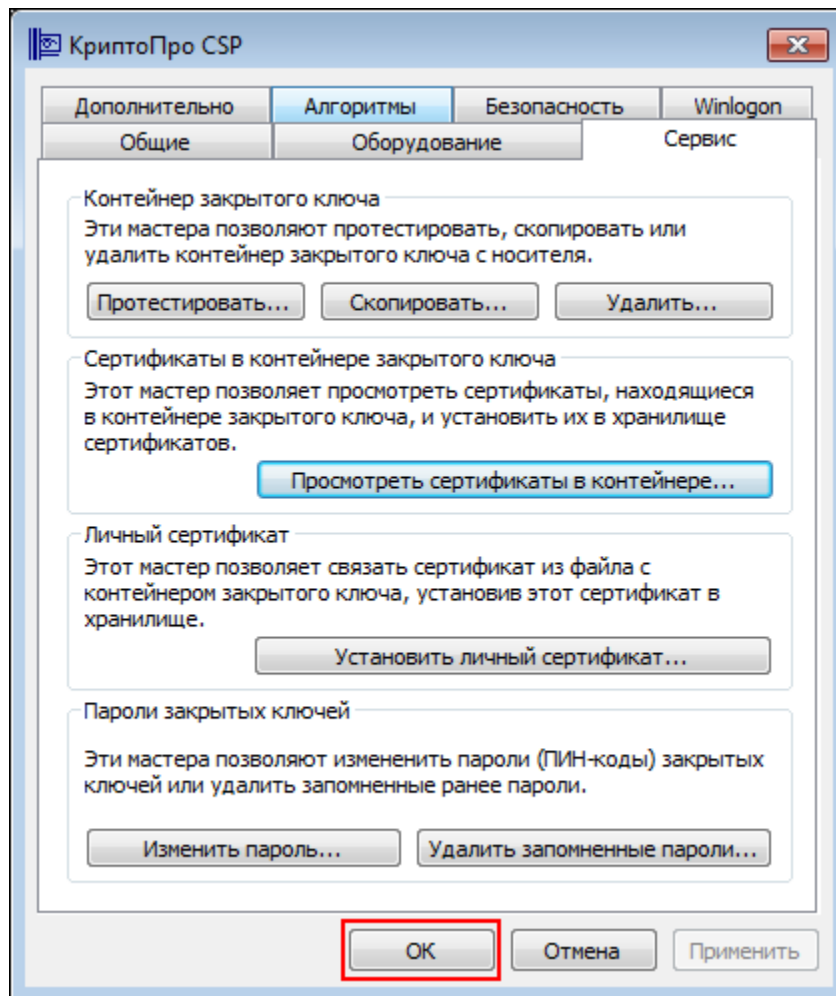 КриптоПро CSP
Дополнительно
Алгоритмы
Безопасность
Winlogon
Общие
Оборудование
Сервис
Контейнер закрытого ключа
Эти мастера позволяют протестировать, скопировать или
удалить контейнер закрытого ключа с носителя.
Протестировать...
Скопировать...
Удалить...
Сертификаты в контейнере закрытого ключа
Этот мастер позволяет просмотреть сертификаты, находящиеся
в контейнере закрытого ключа, и установить их в хранилище
сертификатов.
Просмотреть сертификаты в контейнере...
Личный сертификат
Этот мастер позволяет связать сертификат из файла с
контейнером закрытого ключа, установив этот сертификат в
хранилище.
Установить личный сертификат...
Пароли закрытых ключей
Эти мастера позволяют измененить пароли (ПИН-коды) закрытых
ключей или удалить запомненные ранее пароли.
Изменить пароль...
Удалить запомненные пароли...
ОК
Отмена
Применить